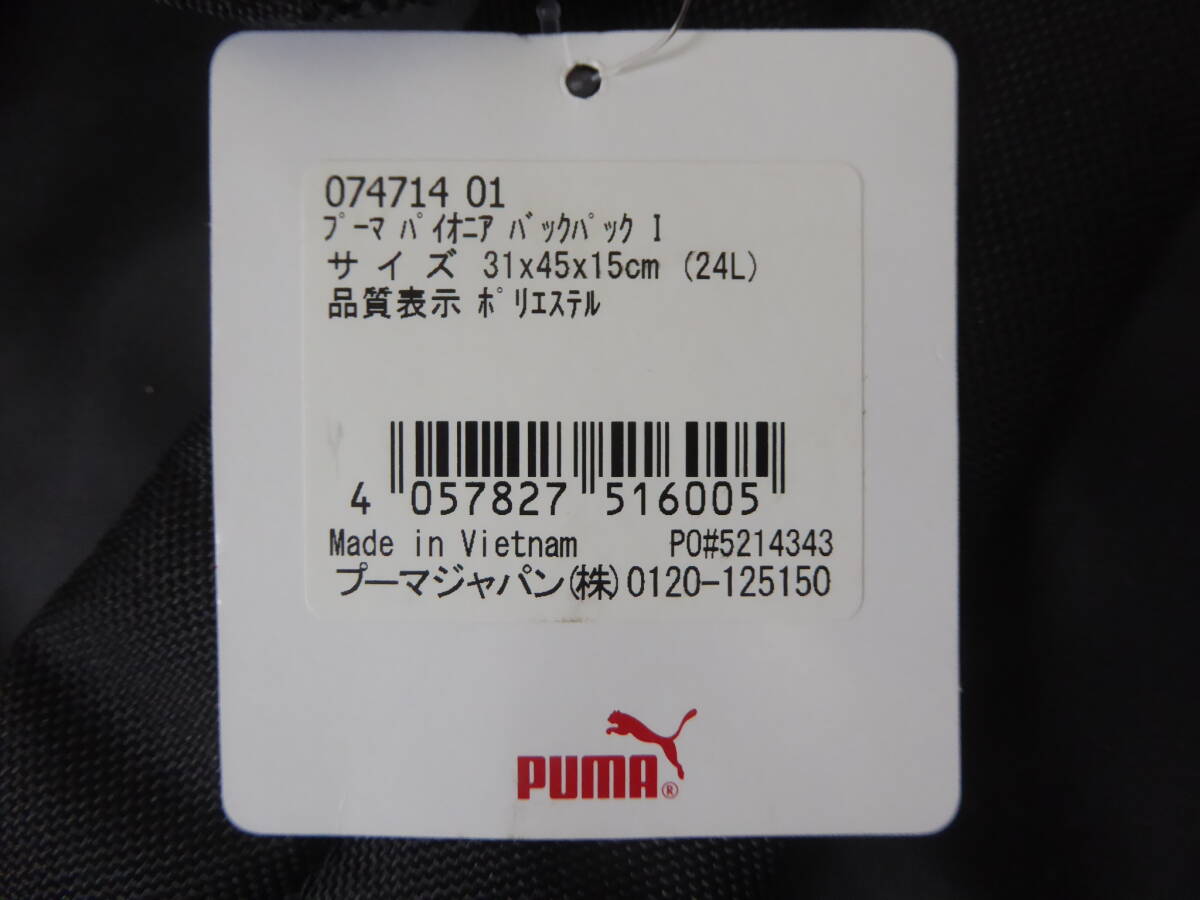 074714 01
ﾌﾟｰﾏ ﾊﾟｲｵﾆｱ ﾊﾞｯｸﾊﾟｯｸ I
サイズ 31x45x15cm (24L)
品質表示 ﾎﾟﾘｴｽﾃﾙ
4 057827 516005
Made in Vietnam PO#5214343
プーマジャパン(株)0120-125150
PUMA®